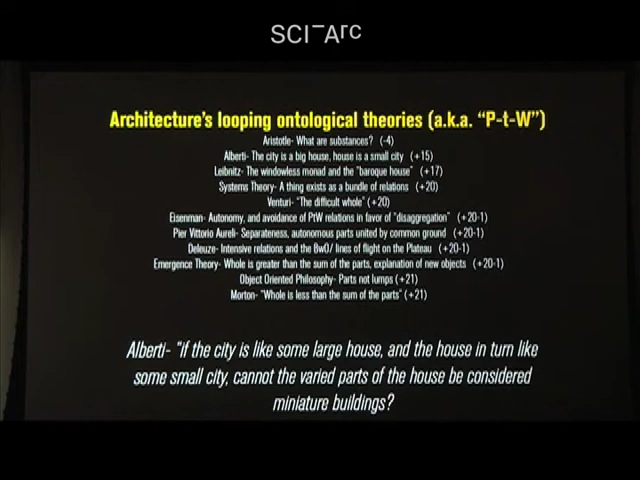 SCI-Arc
Architecture's looping ontological theories (a.k.a. "P-t-W")
Aristotle- What are substances? (-4)
Alberti- The city is a big house, house is a small city (+15)
Leibnitz- The windowless monad and the "baroque house" (+17)
Systems Theory- A thing exists as a bundle of relations (+20)
Venturi- "The difficult whole" (+20)
Eisenman- Autonomy, and avoidance of PtW relations in favor of "disaggregation" (+20-1)
Pier Vittorio Aureli- Separateness, autonomous parts united by common ground (+20-1)
Deleuze- Intensive relations and the BwO/ lines of flight on the Plateau (+20-1)
Emergence Theory- Whole is greater than the sum of the parts, explanation of new objects (+20-1)
Object Oriented Philosophy- Parts not lumps (+21)
Morton- "Whole is less than the sum of the parts" (+21)
Alberti- "if the city is like some large house, and the house in turn like
some small city, cannot the varied parts of the house be considered
miniature buildings?